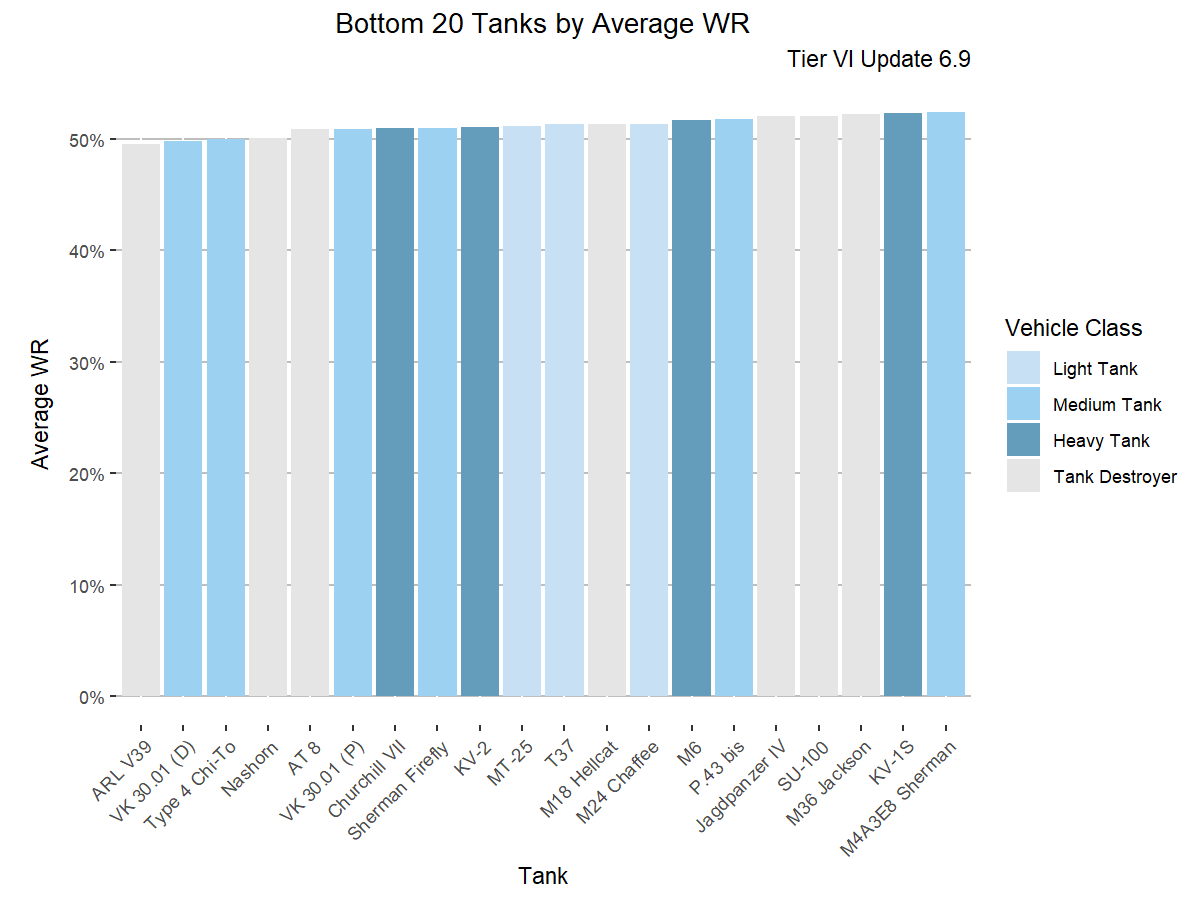 Bottom 20 Tanks by Average WR
Tier VI Update 6.9
Average WR
50%
40%
30%
20%
10%
0%
ARL V39
VK 30.01 (D)
Type 4 Chi-To
Nashorn
AT 8
VK 30.01 (P)
Churchill VII
Sherman Firefly
KV-2
MT-25
T37
M18 Hellcat
M24 Chaffee
M6
P.43 bis
Jagdpanzer IV
SU-100
M36 Jackson
KV-1S
M4A3E8 Sherman
Tank
Vehicle Class
Light Tank
Medium Tank
Heavy Tank
Tank Destroyer